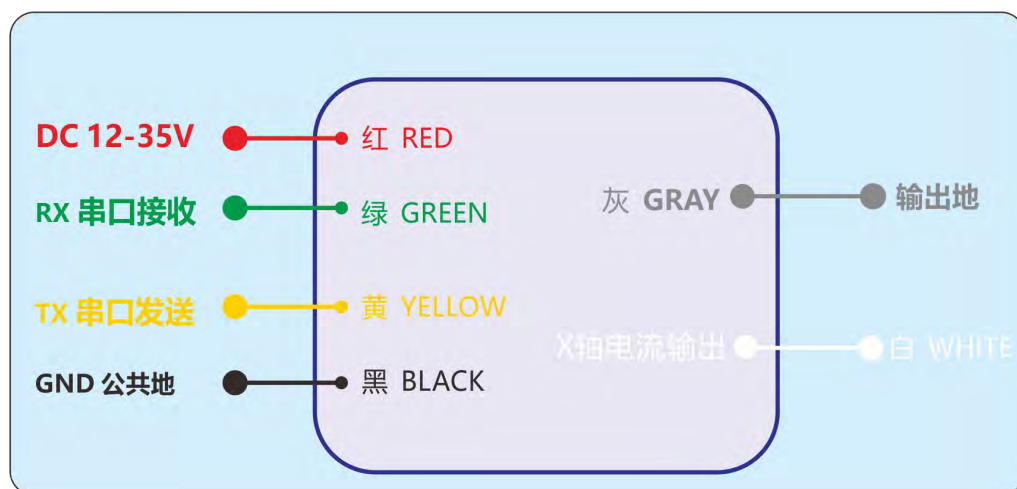 DC 12-35V 红 RED
RX 串口接收 绿 GREEN
灰 GRAY 输出地
TX 串口发送 黄 YELLOW
X轴电流输出 白 WHITE
GND 公共地 黑 BLACK